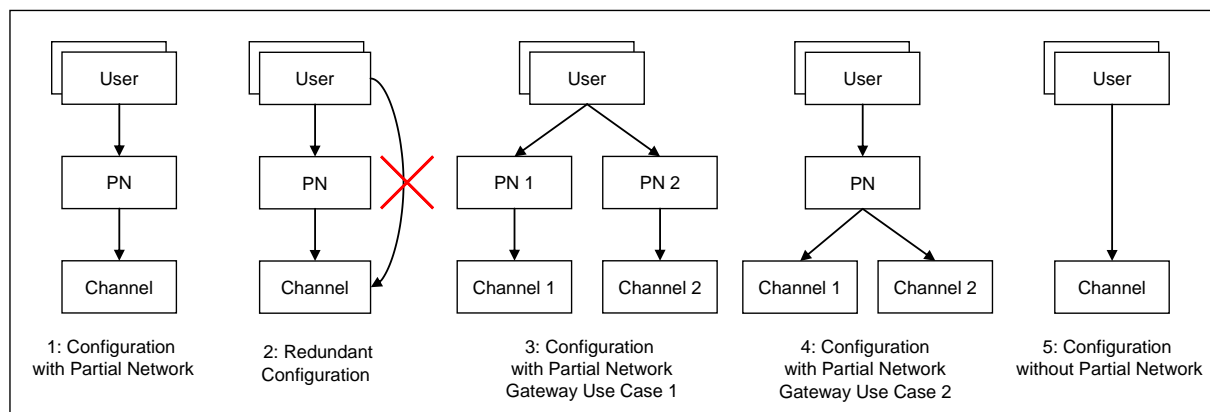 User
PN
Channel
1: Configuration
with Partial Network
User
PN
Channel
2: Redundant
Configuration
User
PN 1
PN 2
Channel 1
Channel 2
3: Configuration
with Partial Network
Gateway Use Case 1
User
PN
Channel 1
Channel 2
4: Configuration
with Partial Network
Gateway Use Case 2
User
Channel
5: Configuration
without Partial Network